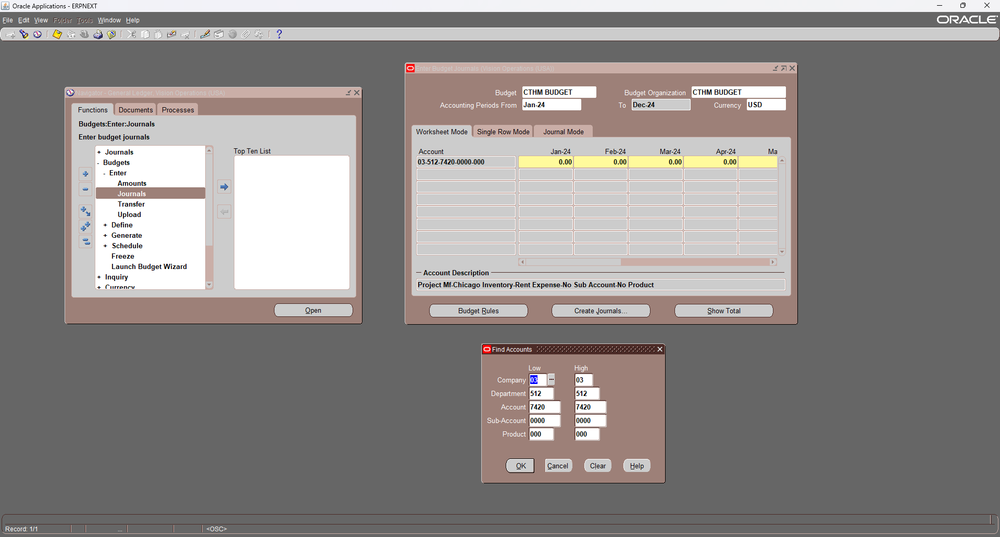 Oracle Applications - ERPNEXT
File Edit View Folder Tools Window Help
ORACLE
Navigator - General Ledger, Vision Operations (USA)
Functions Documents Processes
Budgets:Enter:Journals
Enter budget journals
+ Journals
- Budgets
- Enter
Amounts
Journals
Transfer
Upload
+ Define
+ Generate
+ Schedule
Freeze
Launch Budget Wizard
+ Inquiry
+ Currency
Top Ten List
Open
Enter Budget Journals (Vision Operations (USA))
Budget CTHM BUDGET Budget Organization CTHM BUDGET
Accounting Periods From Jan-24 To Dec-24 Currency USD
Worksheet Mode Single Row Mode Journal Mode
Account Jan-24 Feb-24 Mar-24 Apr-24 Ma
03-512-7420-0000-000 0.00 0.00 0.00 0.00
Account Description
Project Mf-Chicago Inventory-Rent Expense-No Sub Account-No Product
Budget Rules Create Journals... Show Total
Find Accounts
Low High
Company 03 ... 03
Department 512 512
Account 7420 7420
Sub-Account 0000 0000
Product 000 000
OK Cancel Clear Help
Record: 1/1 ... <OSC>